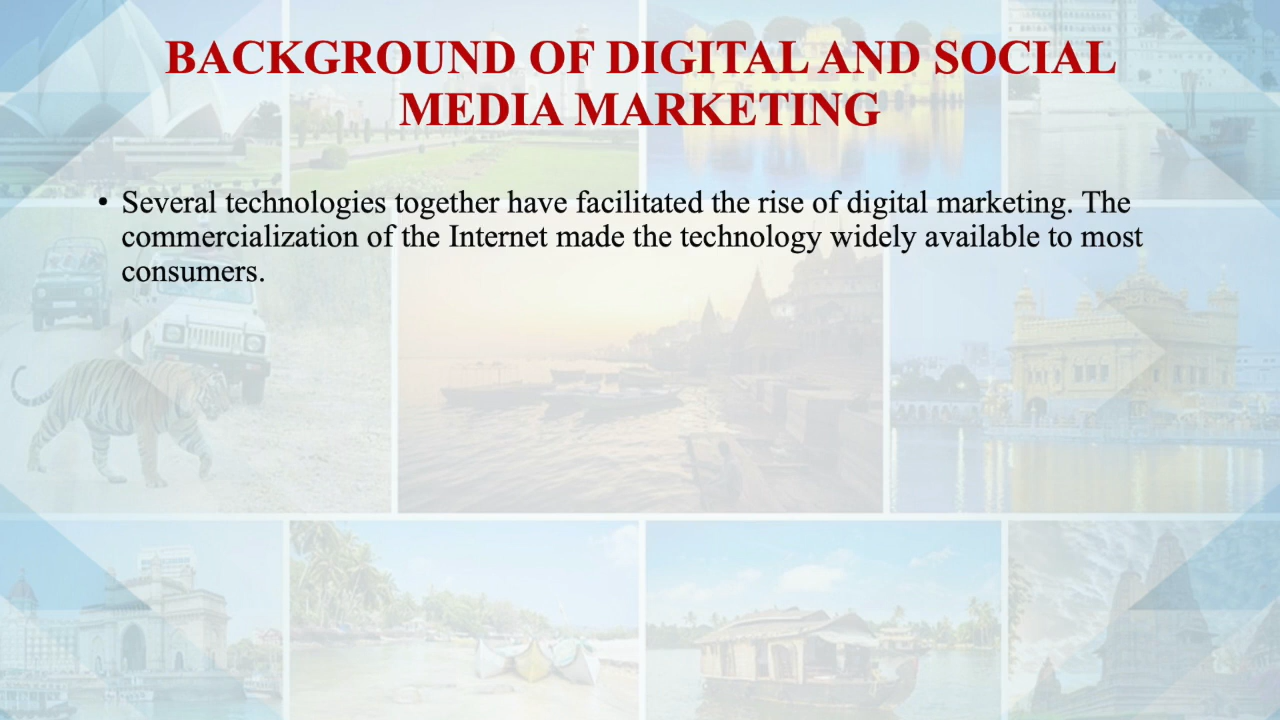 BACKGROUND OF DIGITAL AND SOCIAL
MEDIA MARKETING
• Several technologies together have facilitated the rise of digital marketing. The
commercialization of the Internet made the technology widely available to most
consumers.